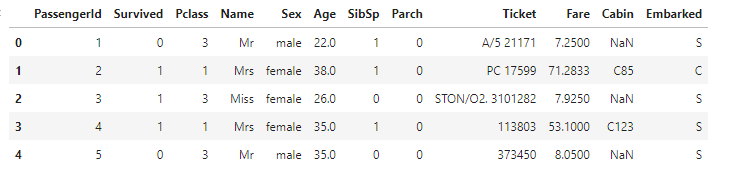 PassengerId Survived Pclass Name Sex Age SibSp Parch Ticket Fare Cabin Embarked
0 1 0 3 Mr male 22.0 1 0 A/5 21171 7.2500 NaN S
1 2 1 1 Mrs female 38.0 1 0 PC 17599 71.2833 C85 C
2 3 1 3 Miss female 26.0 0 0 STON/O2. 3101282 7.9250 NaN S
3 4 1 1 Mrs female 35.0 1 0 113803 53.1000 C123 S
4 5 0 3 Mr male 35.0 0 0 373450 8.0500 NaN S